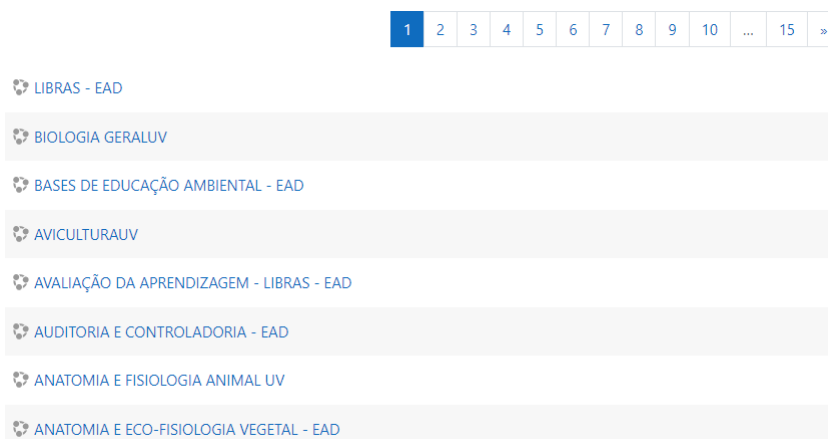 1 2 3 4 5 6 7 8 9 10 ... 15 »
LIBRAS - EAD
BIOLOGIA GERALUV
BASES DE EDUCAÇÃO AMBIENTAL - EAD
AVICULTURAUV
AVALIAÇÃO DA APRENDIZAGEM - LIBRAS - EAD
AUDITORIA E CONTROLADORIA - EAD
ANATOMIA E FISIOLOGIA ANIMAL UV
ANATOMIA E ECO-FISIOLOGIA VEGETAL - EAD